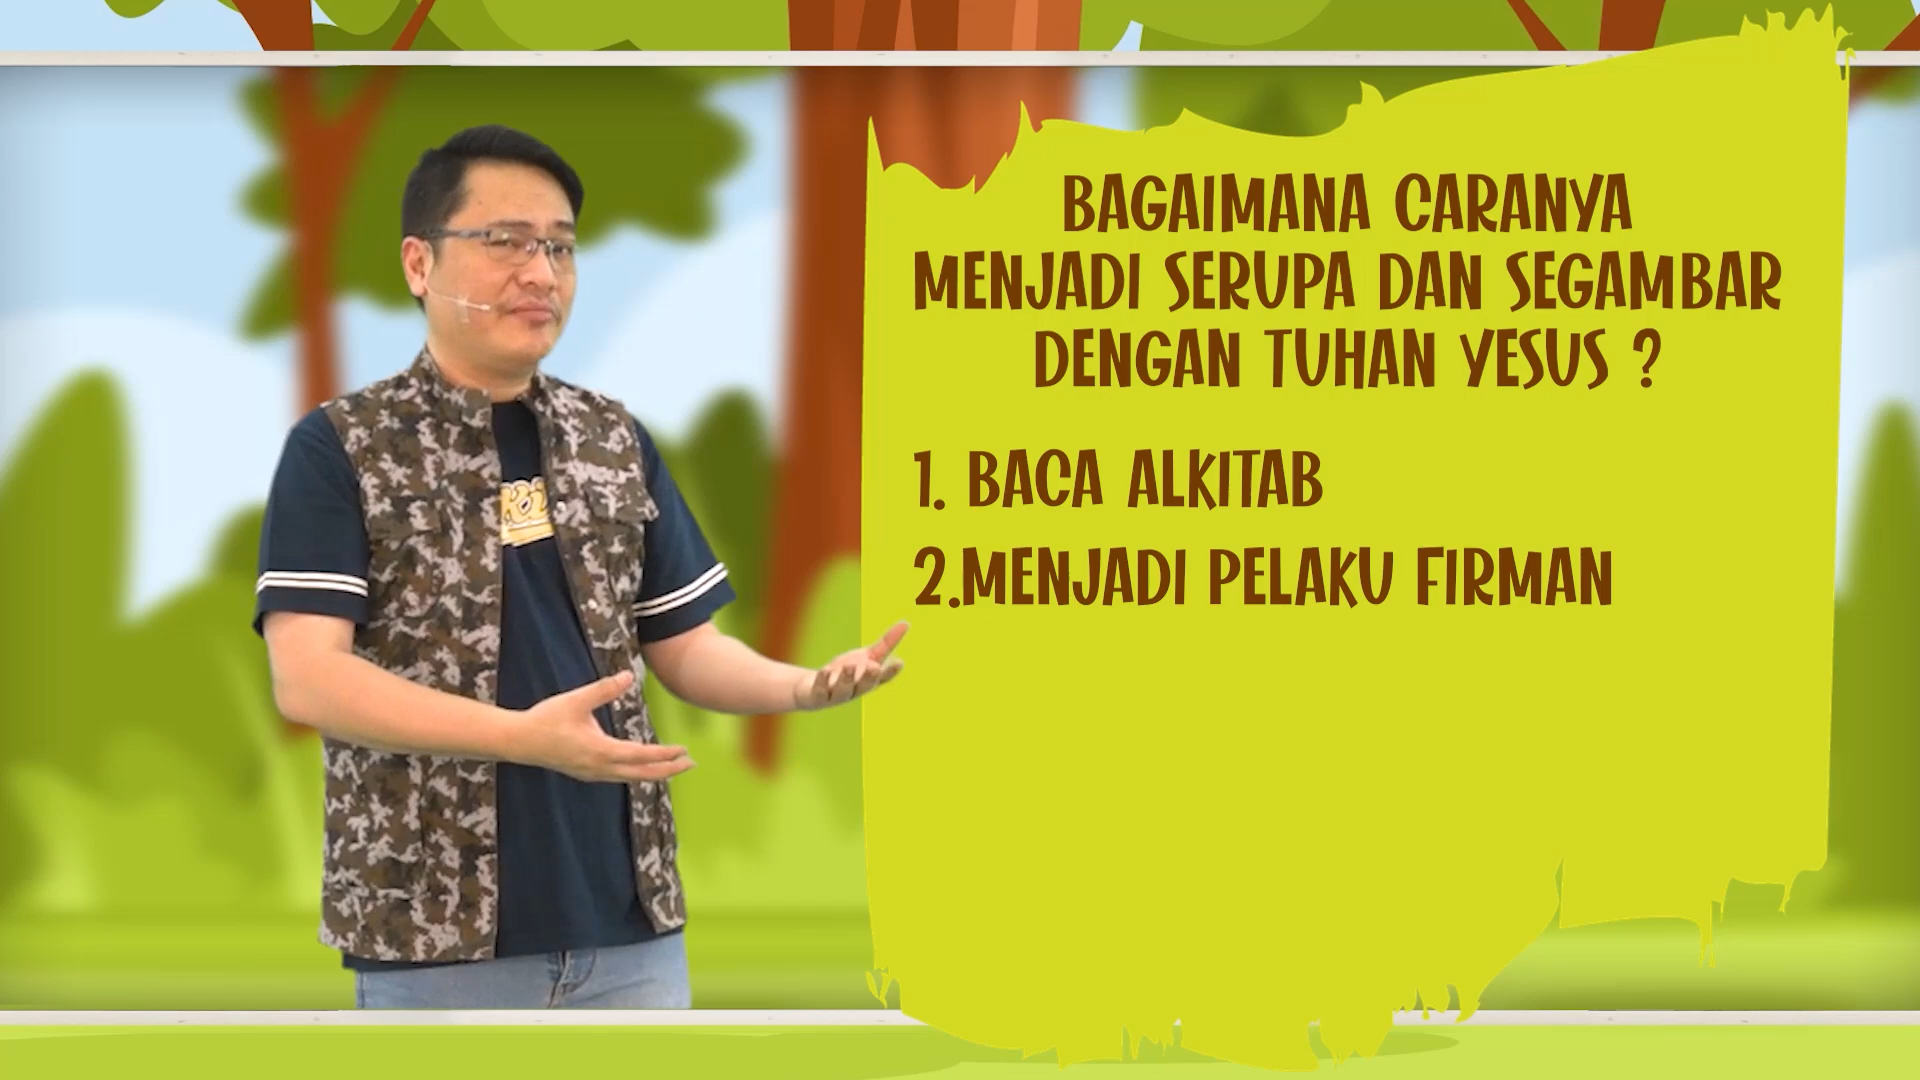 BAGAIMANA CARANYA
MENJADI SERUPA DAN SEGAMBAR
DENGAN TUHAN YESUS ?
1. BACA ALKITAB
2.MENJADI PELAKU FIRMAN